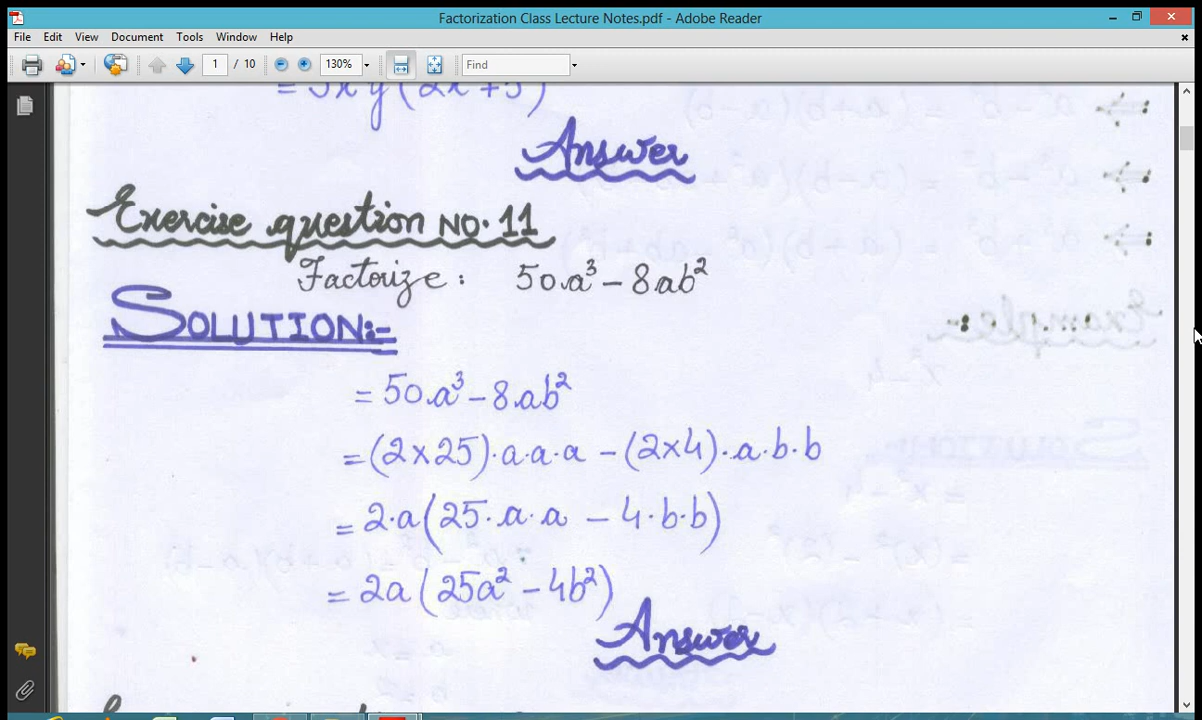 Factorization Class Lecture Notes.pdf - Adobe Reader
File Edit View Document Tools Window Help
1 / 10 130% Find
Answer
Exercise question No. 11
Factorize: 50a³ - 8ab²
SOLUTION:-
= 50a³ - 8ab²
= (2×25)·a·a·a - (2×4)·a·b·b
= 2·a(25·a·a - 4·b·b)
= 2a(25a² - 4b²)
Answer